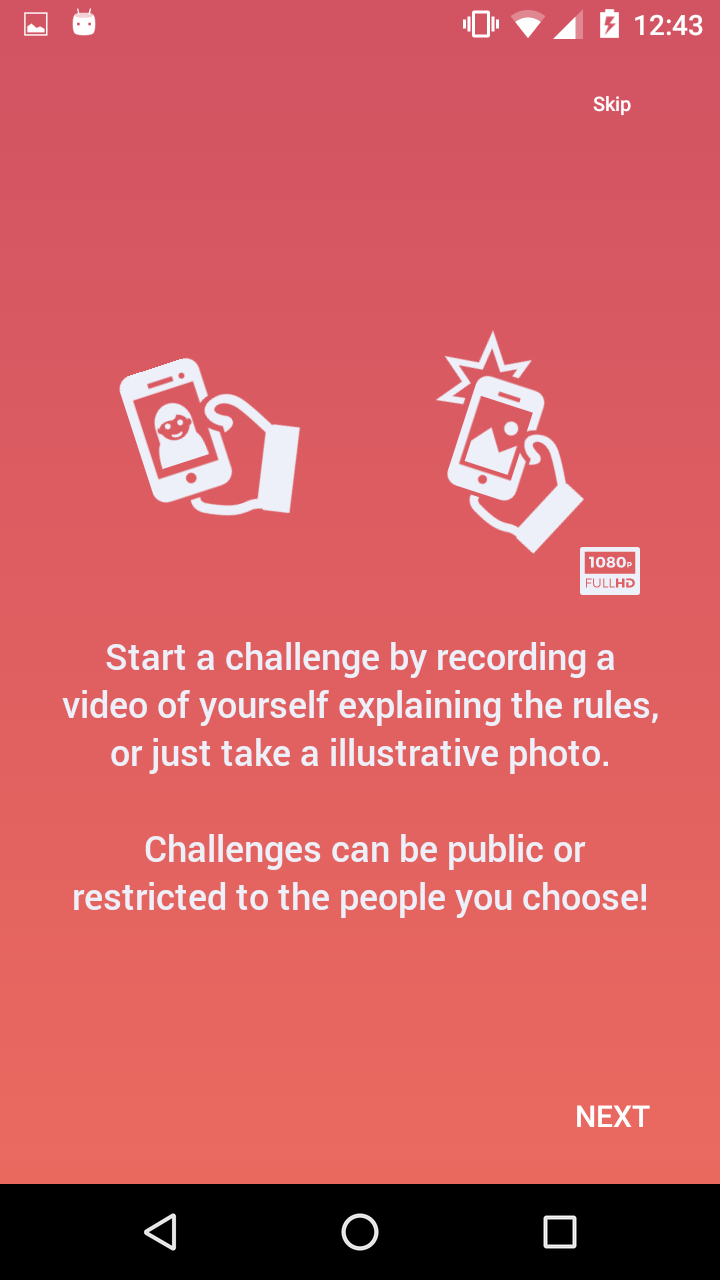 12:43
Skip
1080P
FULLHD
Start a challenge by recording a
video of yourself explaining the rules,
or just take a illustrative photo.
Challenges can be public or
restricted to the people you choose!
NEXT